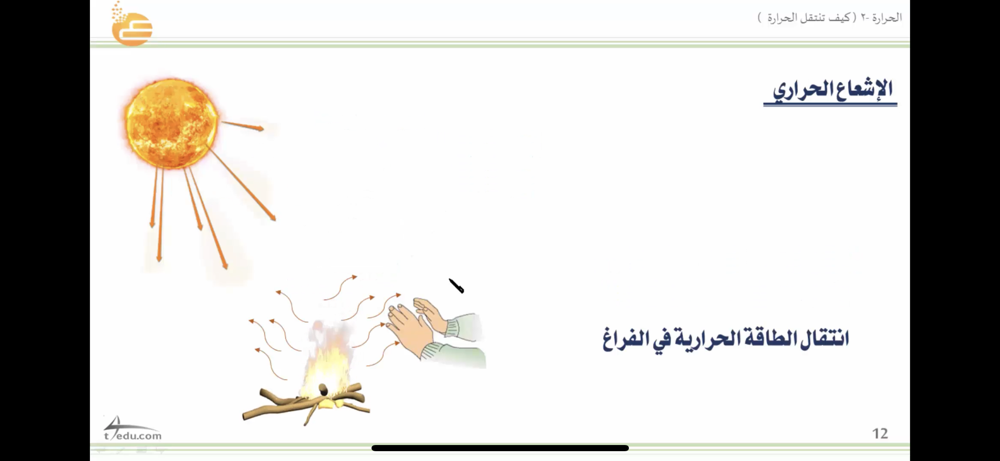 الحرارة -٢ (كيف تنتقل الحرارة )
الإشعاع الحراري
انتقال الطاقة الحرارية في الفراغ
t4edu.com
12